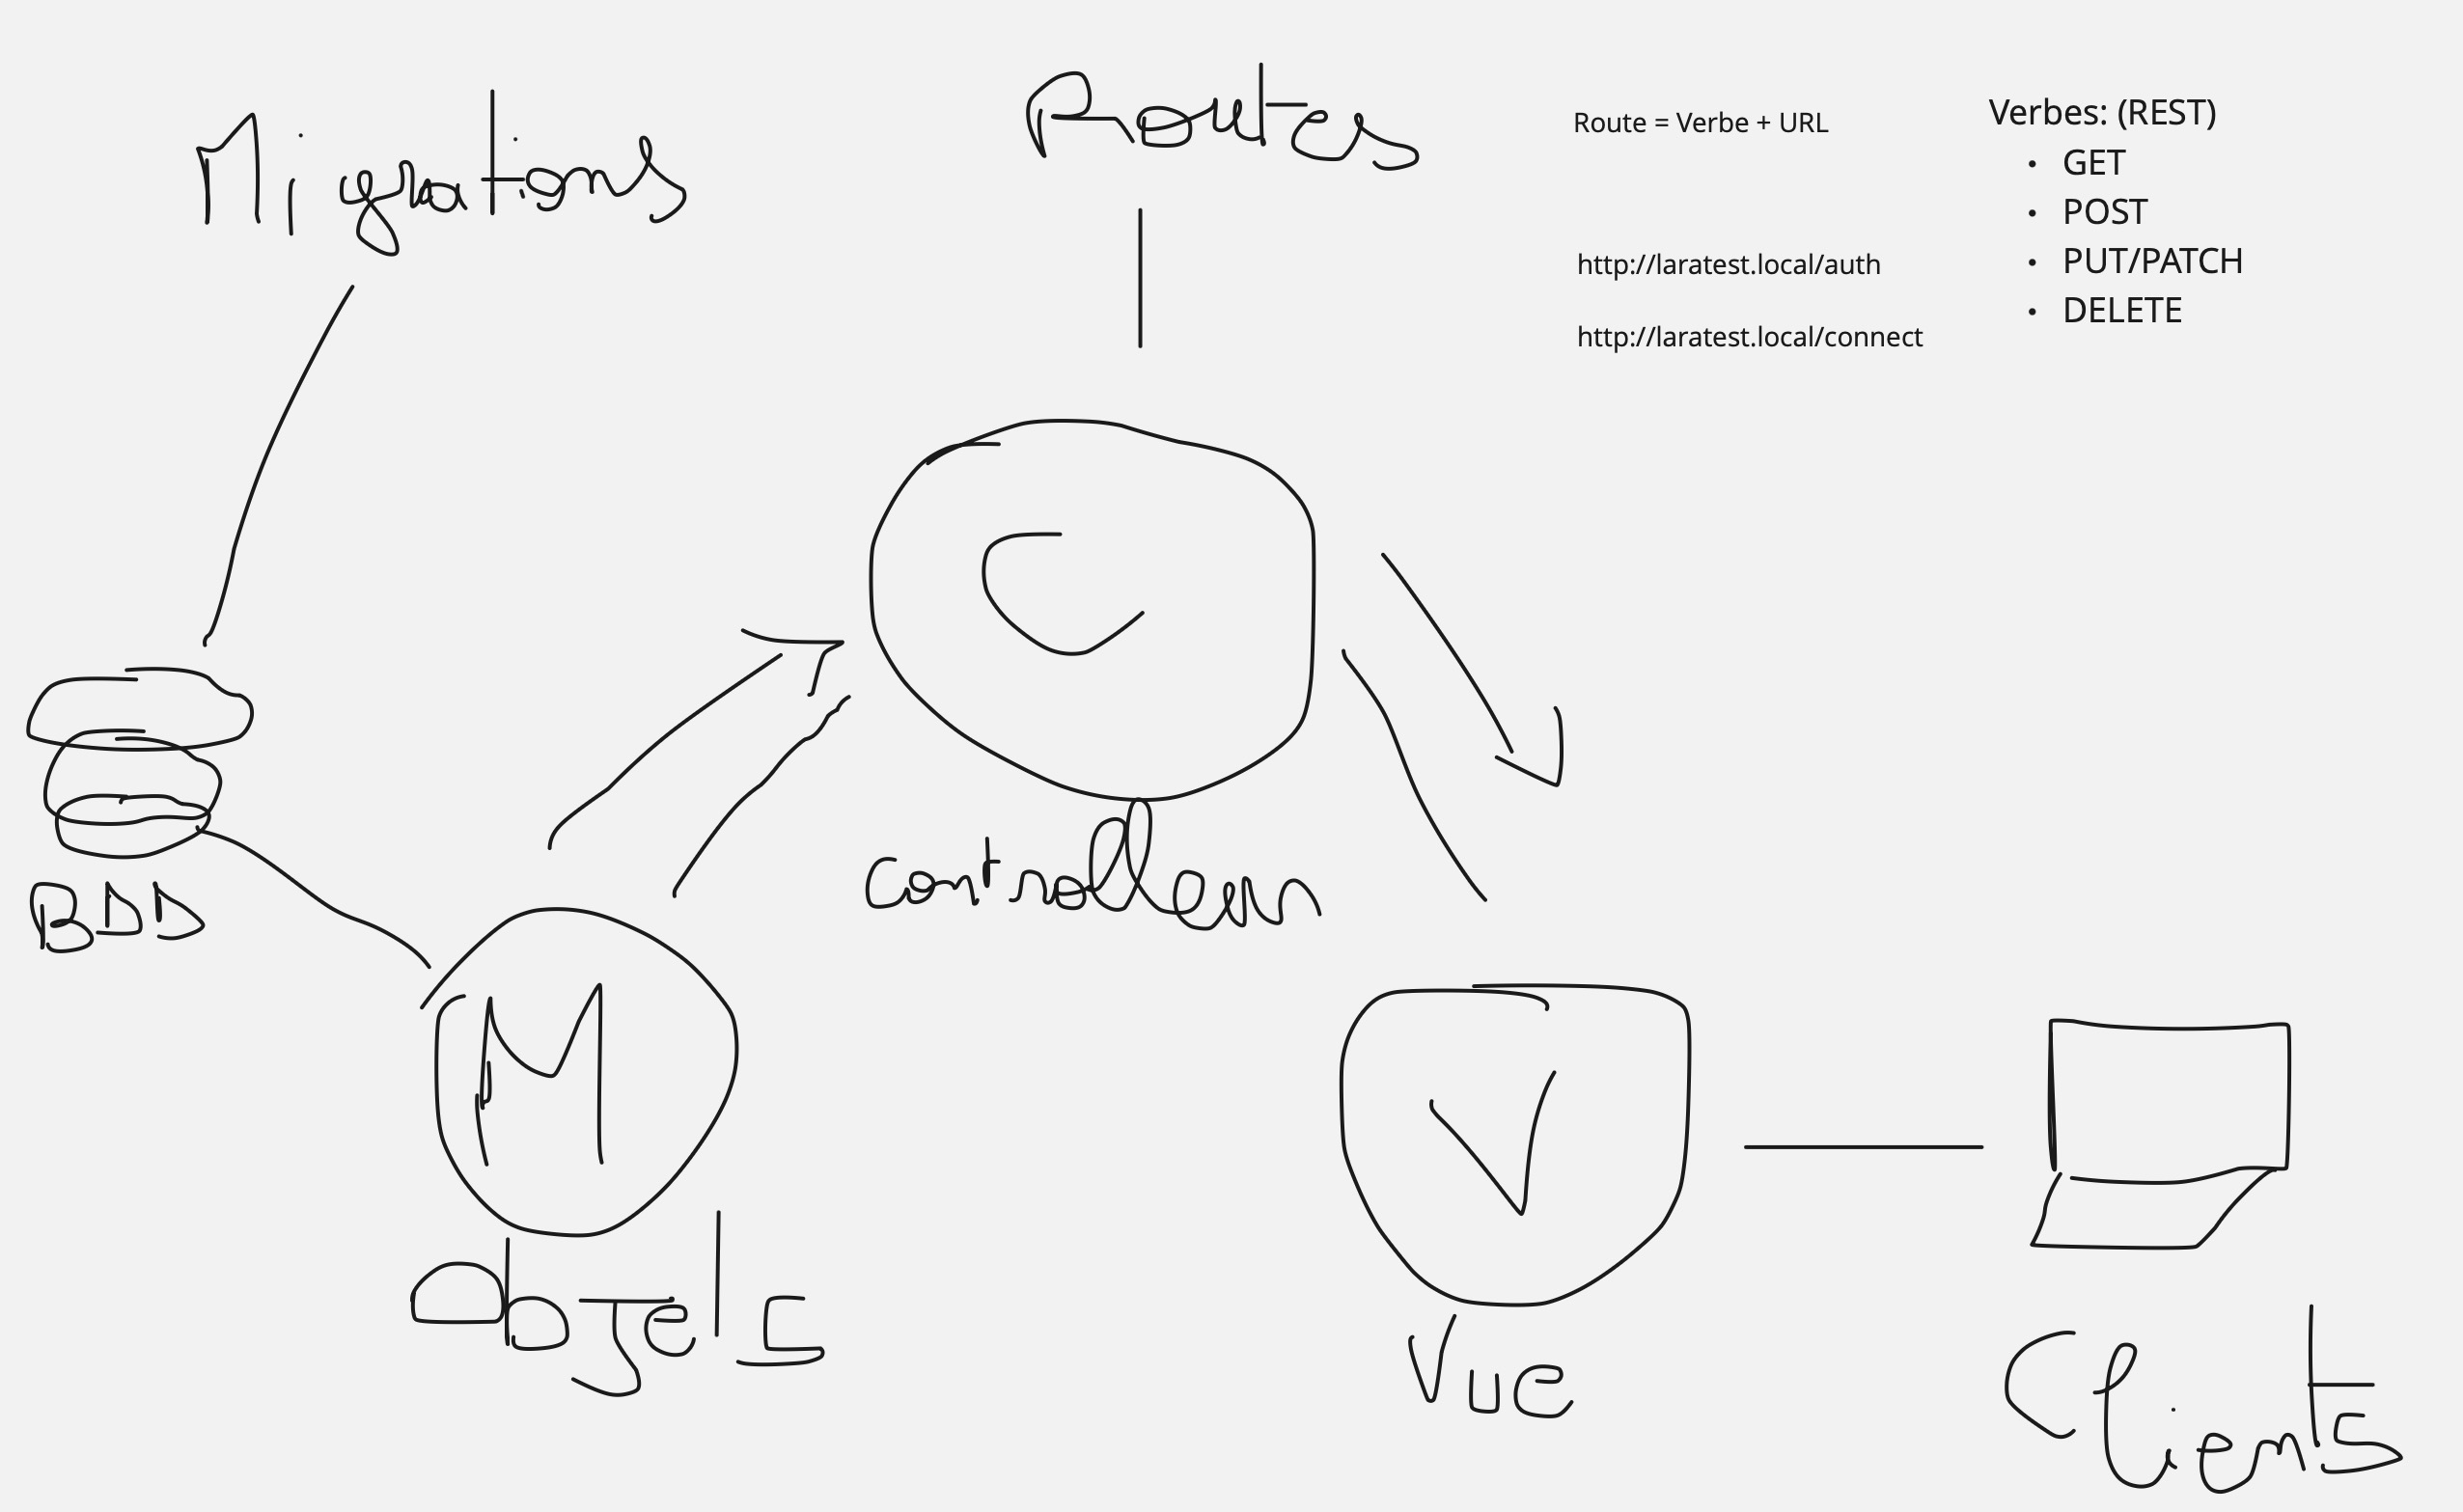 Migrations
Routes
Route = Verbe + URL
http://laratest.local/auth
http://laratest.local/connect
Verbes: (REST)
• GET
• POST
• PUT/PATCH
• DELETE
C
controlleur
BDD
M
objets
V
Vue
Clients